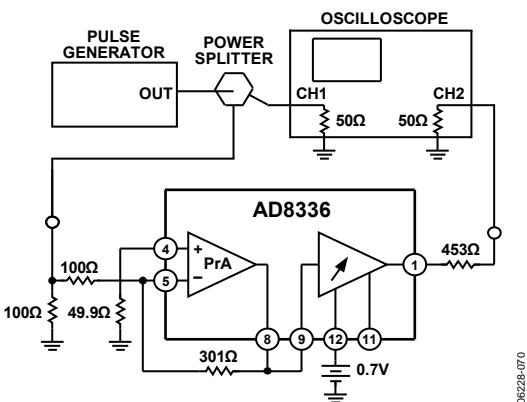 OSCILLOSCOPE
PULSE
GENERATOR
POWER
SPLITTER
OUT
CH1
CH2
50Ω
50Ω
AD8336
4
+
PrA
5
−
1
453Ω
100Ω
100Ω
49.9Ω
8
9
12
11
301Ω
0.7V
06228-070